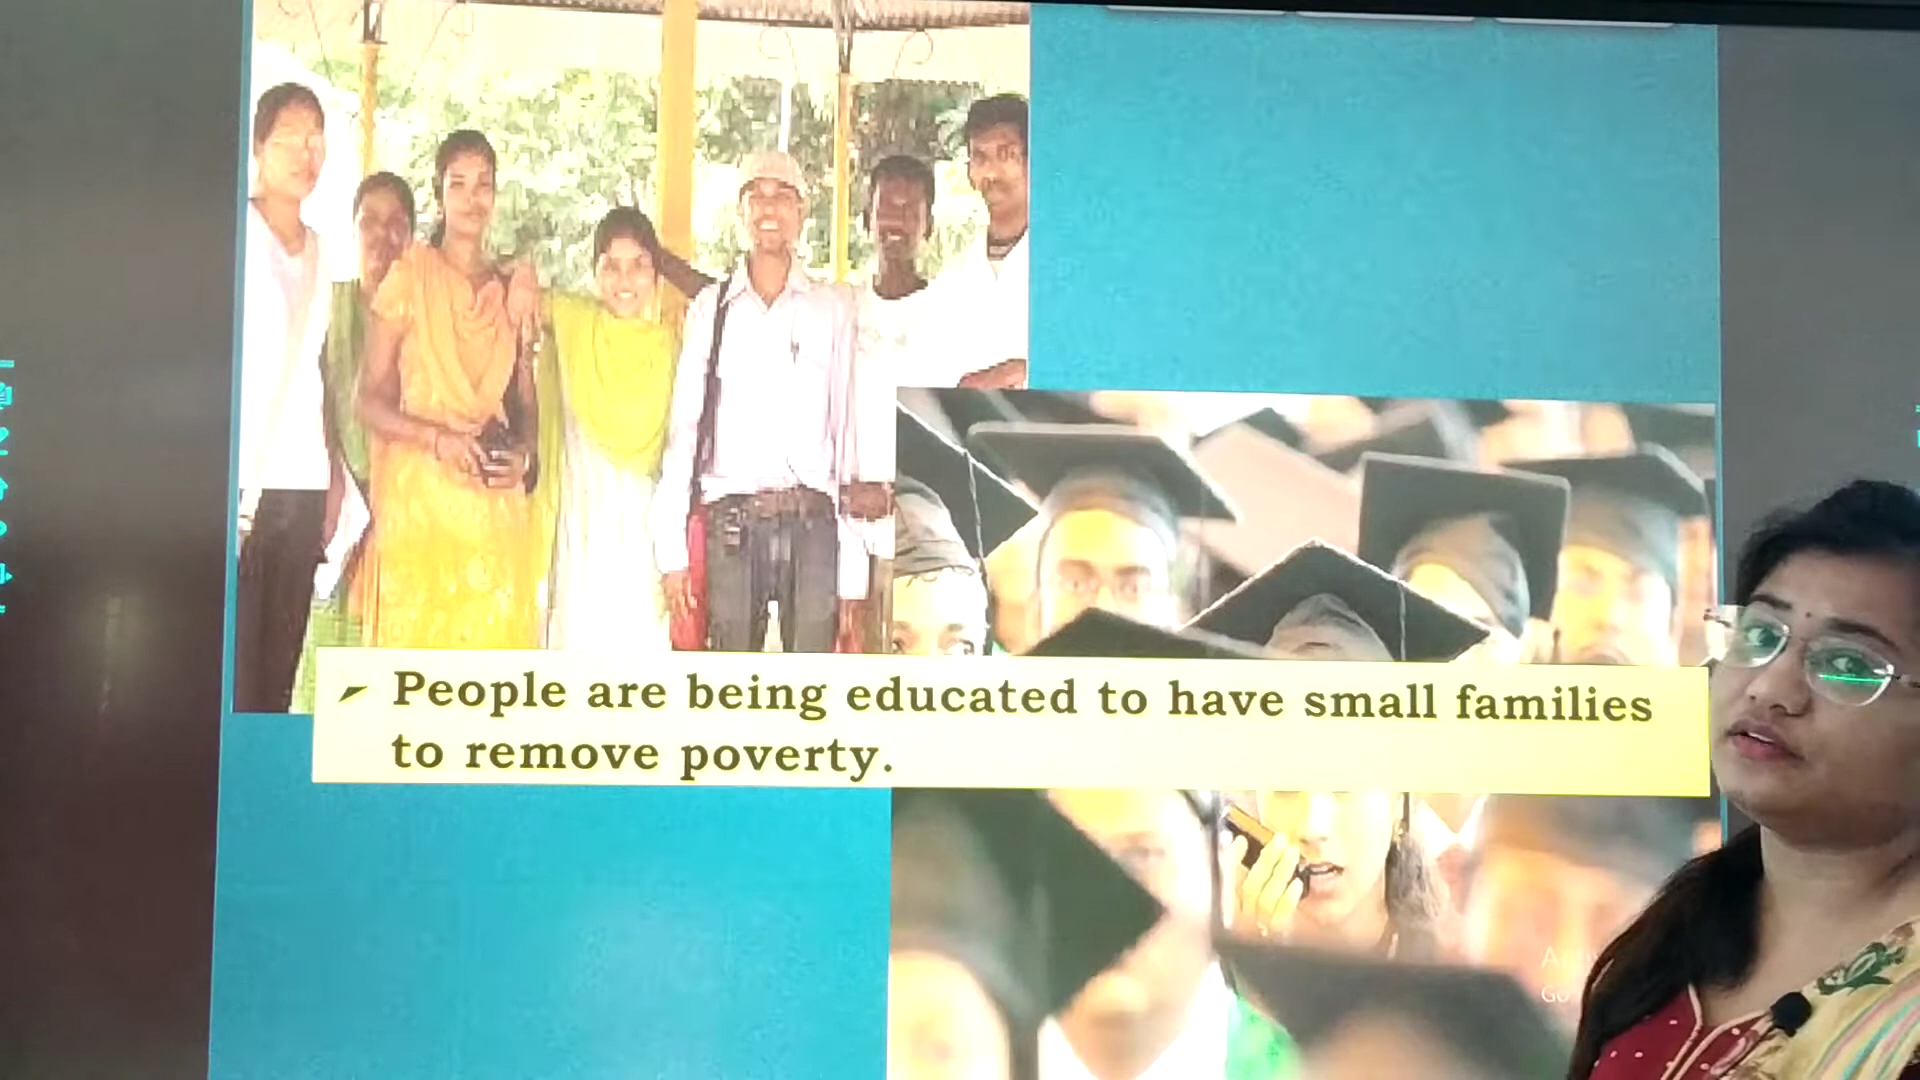 ➤ People are being educated to have small families
to remove poverty.